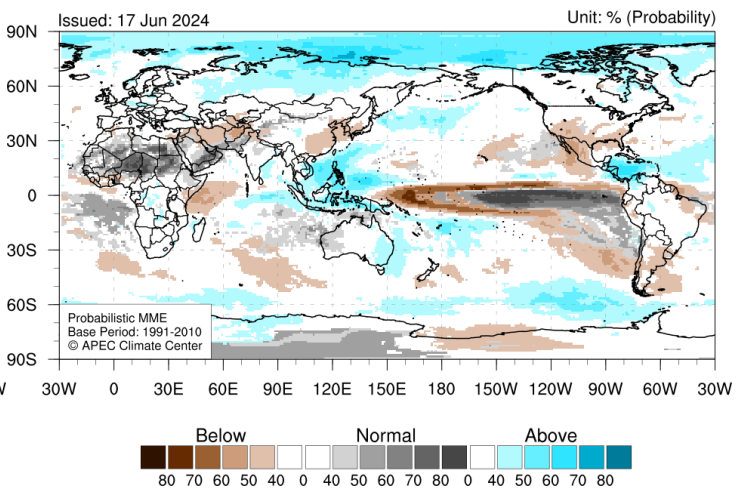 Issued: 17 Jun 2024
Unit: % (Probability)
90N
60N
30N
0
30S
60S
90S
Probabilistic MME
Base Period: 1991-2010
© APEC Climate Center
W 30W 0 30E 60E 90E 120E 150E 180 150W 120W 90W 60W 30W
Below Normal Above
80 70 60 50 40 0 40 50 60 70 80 0 40 50 60 70 80